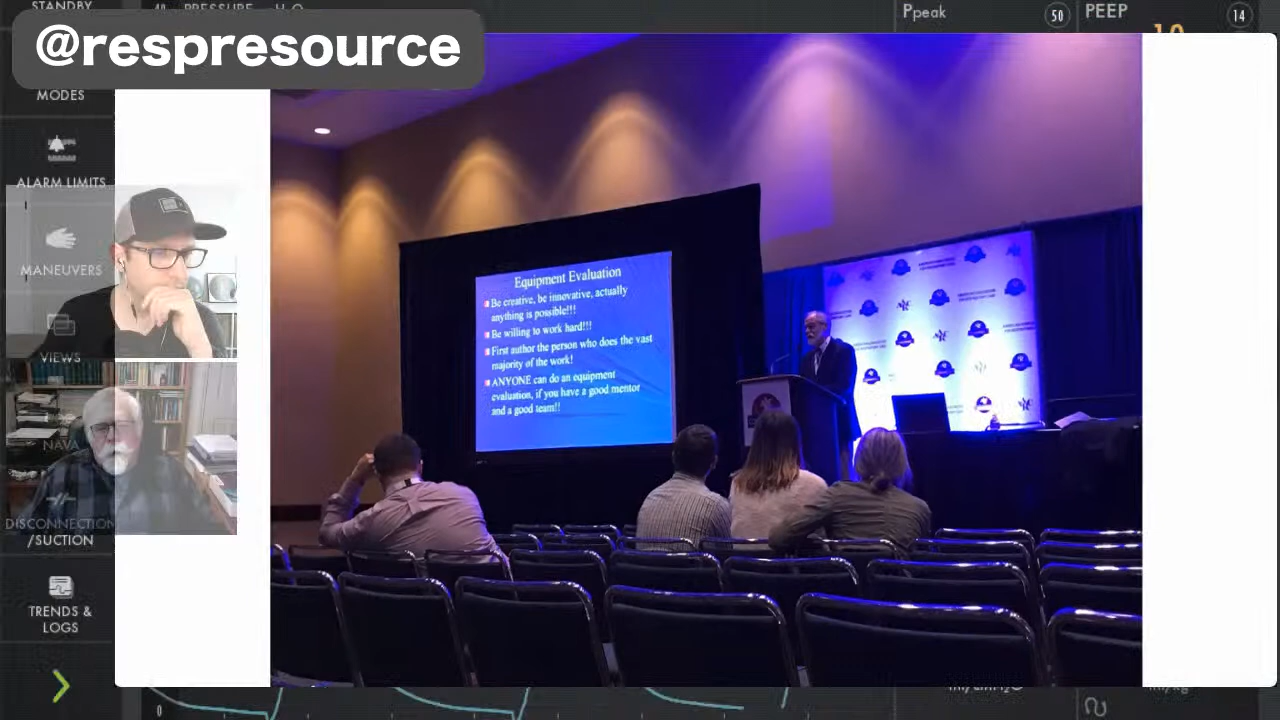 STANDBY
PRESSURE
H₂O
Ppeak
50
PEEP
14
@respresource
MODES
ALARM LIMITS
MANEUVERS
VIEWS
NAVA
DISCONNECTION
/SUCTION
TRENDS &
LOGS
0
Equipment Evaluation
Be creative, be innovative, actually
anything is possible!!!
Be willing to work hard!!!
First author the person who does the vast
majority of the work!
ANYONE can do an equipment
evaluation, if you have a good mentor
and a good team!!